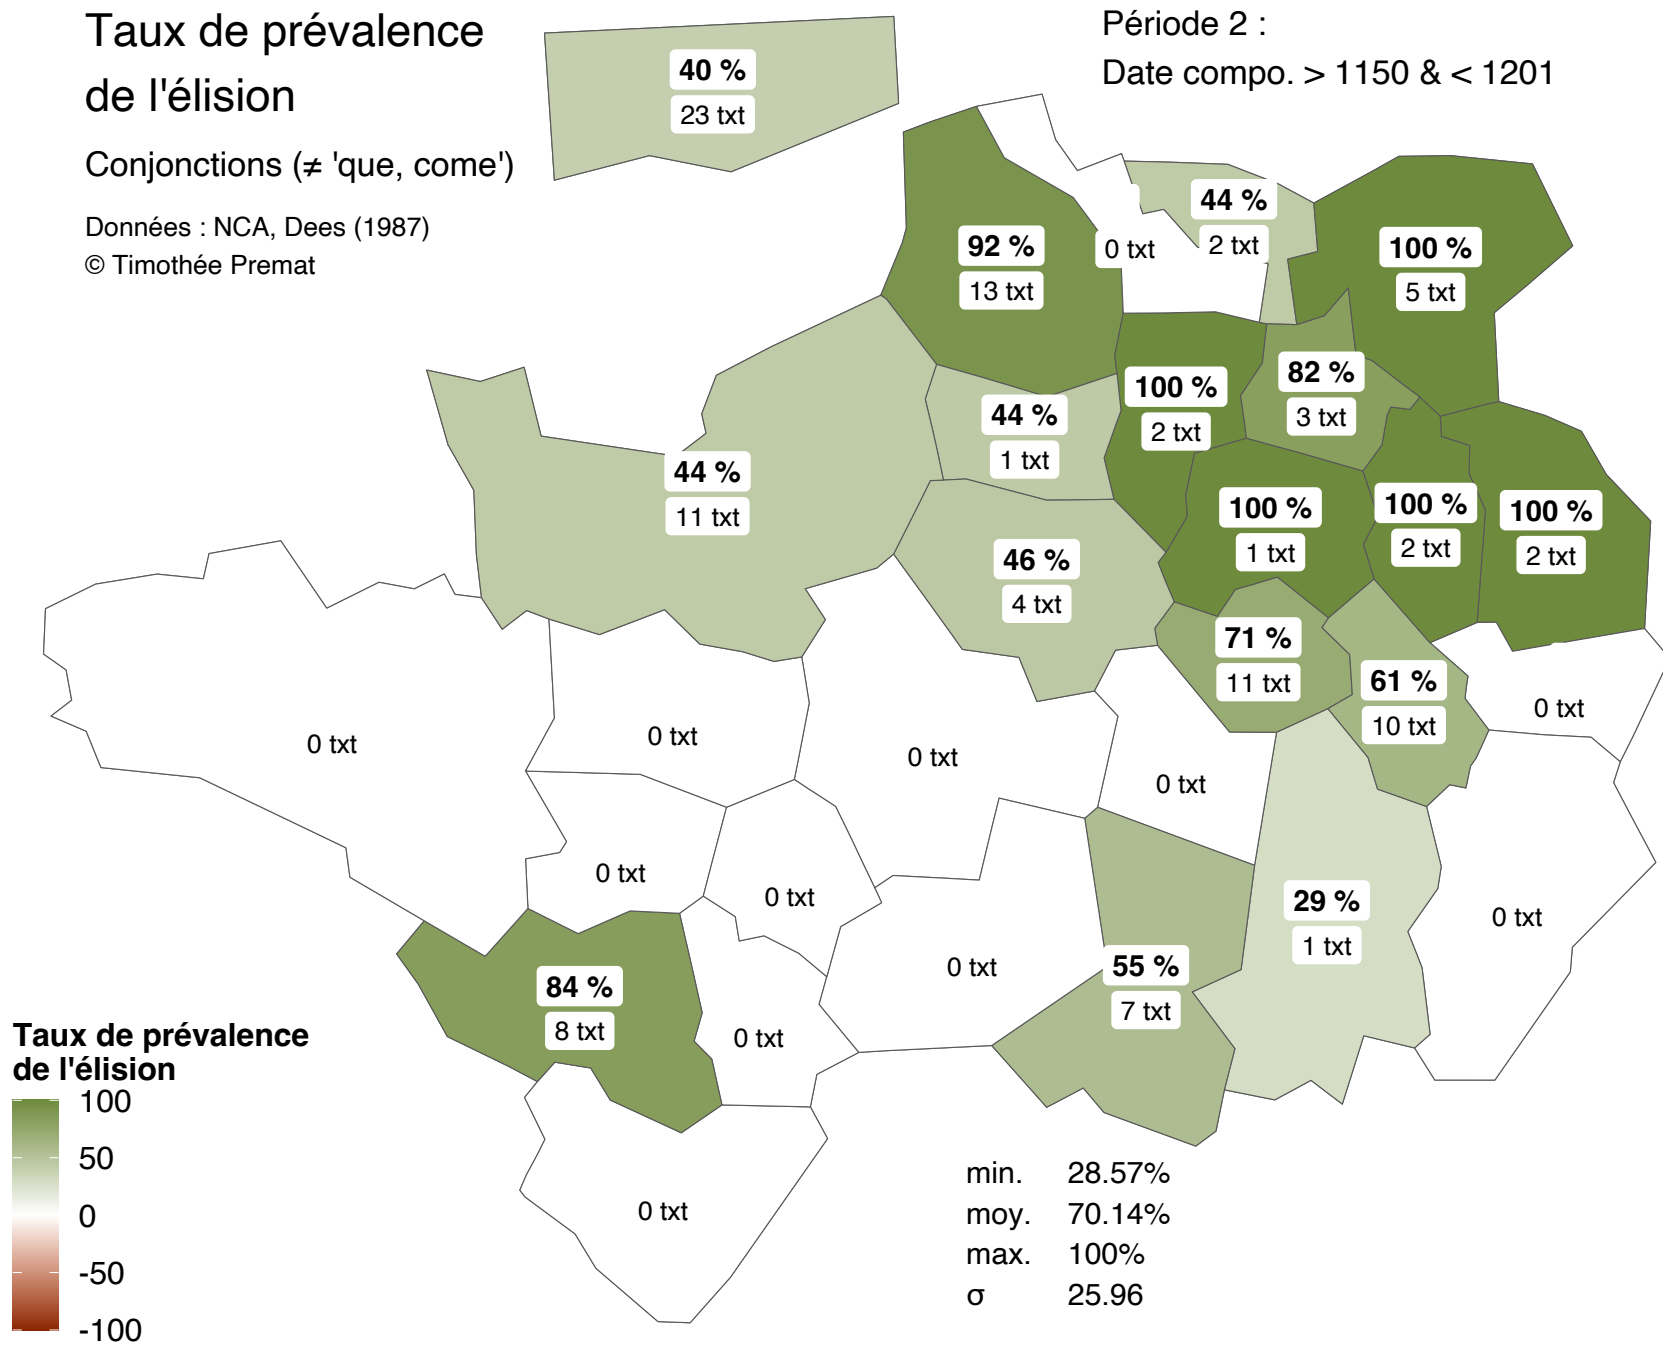 Taux de prévalence
de l'élision
Conjonctions (≠ 'que, come')
Données : NCA, Dees (1987)
© Timothée Premat
Période 2 :
Date compo. > 1150 & < 1201
40 %
23 txt
44 %
2 txt
92 %
13 txt
0 txt
100 %
5 txt
82 %
3 txt
100 %
2 txt
44 %
1 txt
44 %
11 txt
100 %
1 txt
100 %
2 txt
100 %
2 txt
46 %
4 txt
71 %
11 txt
61 %
10 txt
0 txt
0 txt
0 txt
0 txt
0 txt
0 txt
0 txt
29 %
1 txt
0 txt
55 %
7 txt
0 txt
84 %
8 txt
0 txt
0 txt
Taux de prévalence
de l'élision
100
50
0
-50
-100
min. 28.57%
moy. 70.14%
max. 100%
σ 25.96